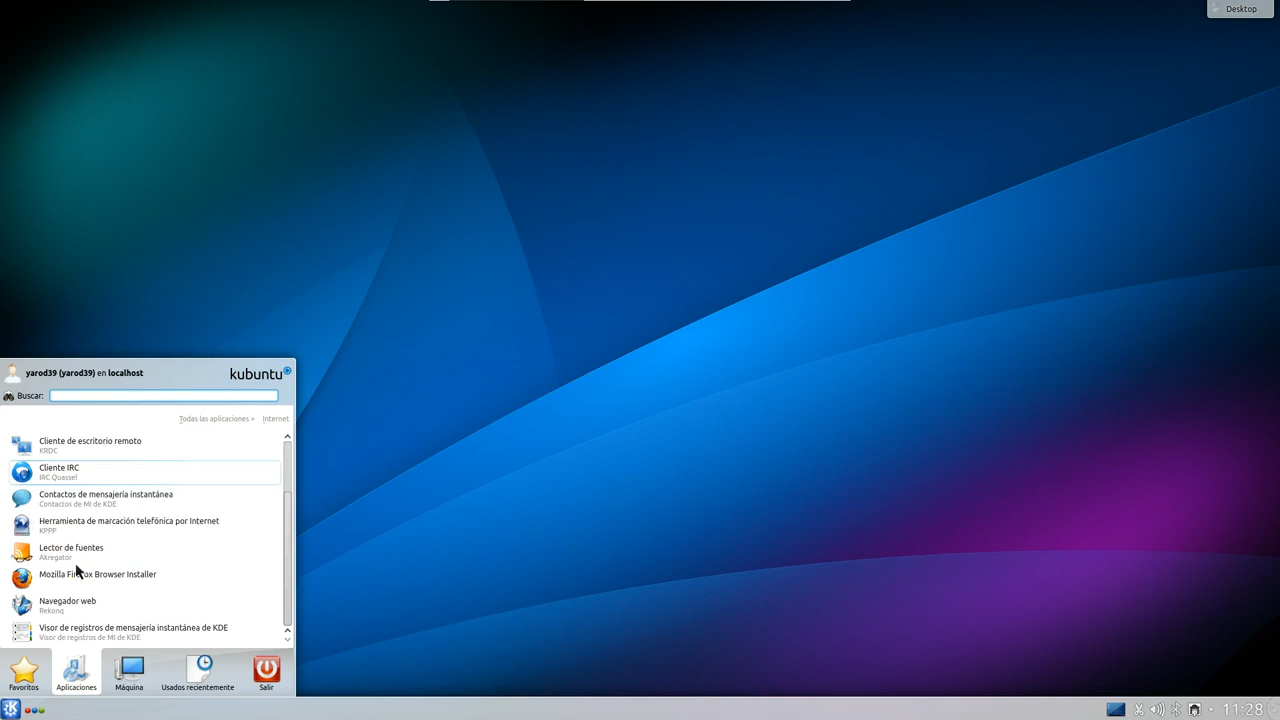 Desktop
yarod39 (yarod39) en localhost
kubuntu
Buscar:
Todas las aplicaciones > Internet
Cliente de escritorio remoto
KRDC
Cliente IRC
IRC Quassel
Contactos de mensajería instantánea
Contactos de MI de KDE
Herramienta de marcación telefónica por Internet
KPPP
Lector de fuentes
Akregator
Mozilla Firefox Browser Installer
Navegador web
Rekonq
Visor de registros de mensajería instantánea de KDE
Visor de registros de MI de KDE
Favoritos
Aplicaciones
Máquina
Usados recientemente
Salir
11:28